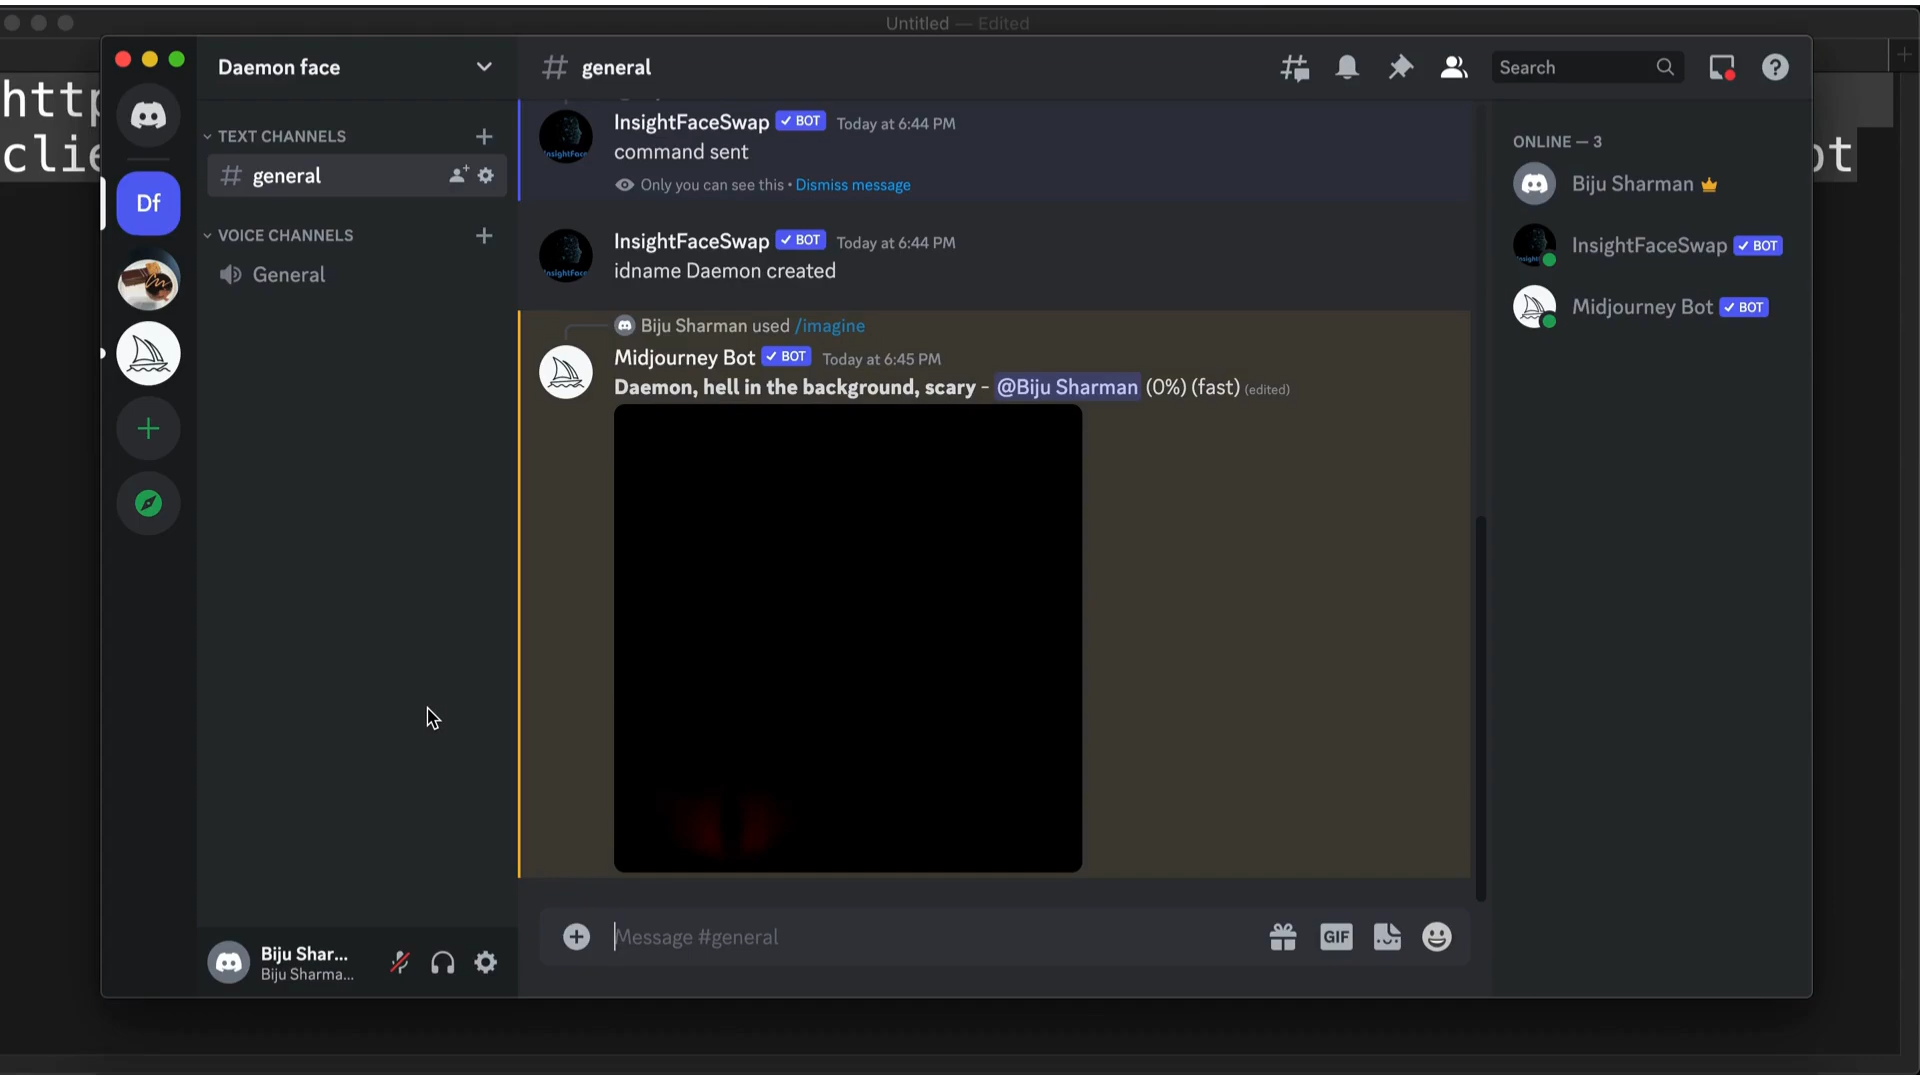 Untitled — Edited
http
clie
ot
Daemon face
TEXT CHANNELS
general
VOICE CHANNELS
General
Df
Biju Shar...
Biju Sharma...
general
Search
InsightFaceSwap ✓ BOT Today at 6:44 PM
command sent
Only you can see this • Dismiss message
InsightFaceSwap ✓ BOT Today at 6:44 PM
idname Daemon created
Biju Sharman used /imagine
Midjourney Bot ✓ BOT Today at 6:45 PM
Daemon, hell in the background, scary - @Biju Sharman (0%) (fast) (edited)
Message #general
GIF
ONLINE — 3
Biju Sharman
InsightFaceSwap ✓ BOT
Midjourney Bot ✓ BOT